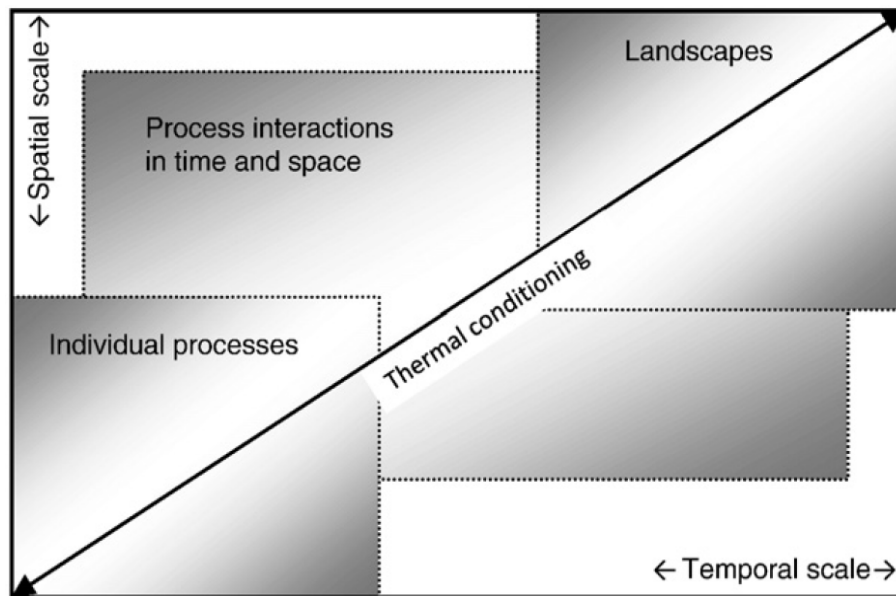 ←Spatial scale→
Landscapes
Process interactions
in time and space
Thermal conditioning
Individual processes
←Temporal scale→